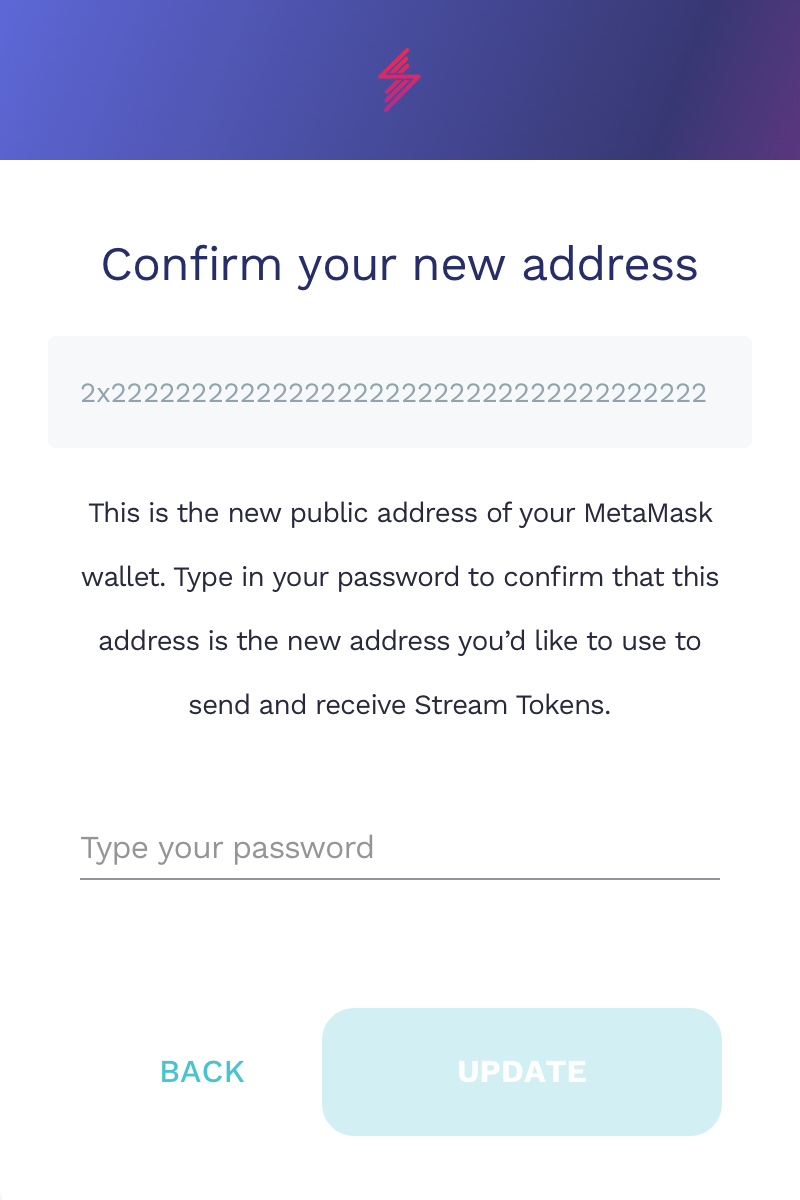 Confirm your new address
2x22222222222222222222222222222222222222
This is the new public address of your MetaMask
wallet. Type in your password to confirm that this
address is the new address you’d like to use to
send and receive Stream Tokens.
Type your password
BACK
UPDATE